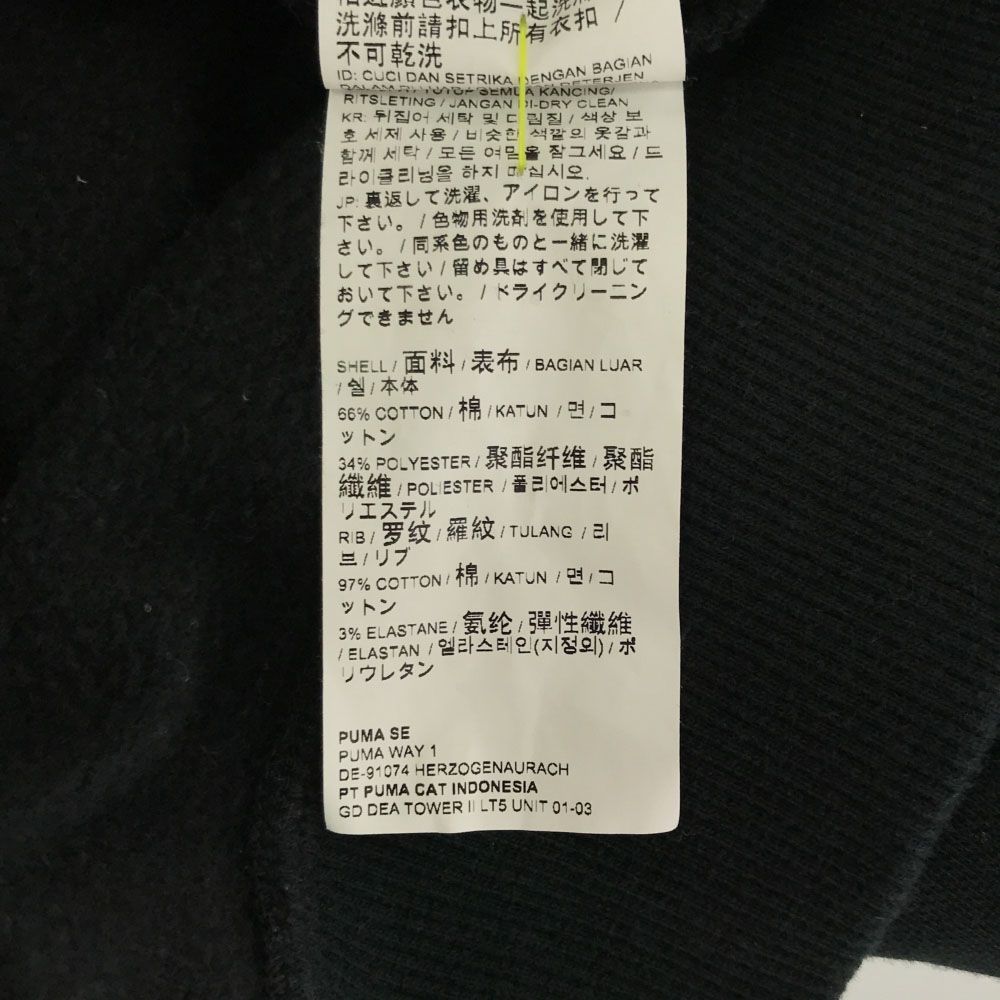 洗滌前請扣上所有衣扣 /
不可乾洗
ID: CUCI DAN SETRIKA DENGAN BAGIAN
RITSLETING / JANGAN DI-DRY CLEAN
KR: 뒤집어 세탁 및 다림질 / 색상 보
호 세제 사용 / 비슷한 색깔의 옷감과
함께 세탁 / 모든 여밈을 잠그세요 / 드
라이클리닝을 하지 마십시오.
JP: 裏返して洗濯、アイロンを行って
下さい。/ 色物用洗剤を使用して下
さい。/ 同系色のものと一緒に洗濯
して下さい / 留め具はすべて閉じて
おいて下さい。/ ドライクリーニン
グできません
SHELL / 面料 / 表布 / BAGIAN LUAR
/ 쉘 / 本体
66% COTTON / 棉 / KATUN / 면 / コ
ットン
34% POLYESTER / 聚酯纤维 / 聚酯
纖維 / POLIESTER / 폴리에스터 / ポ
リエステル
RIB / 罗纹 / 羅紋 / TULANG / 리
브 / リブ
97% COTTON / 棉 / KATUN / 면 / コ
ットン
3% ELASTANE / 氨纶 / 彈性纖維
/ ELASTAN / 엘라스테인(지정외) / ポ
リウレタン
PUMA SE
PUMA WAY 1
DE-91074 HERZOGENAURACH
PT PUMA CAT INDONESIA
GD DEA TOWER II LT5 UNIT 01-03